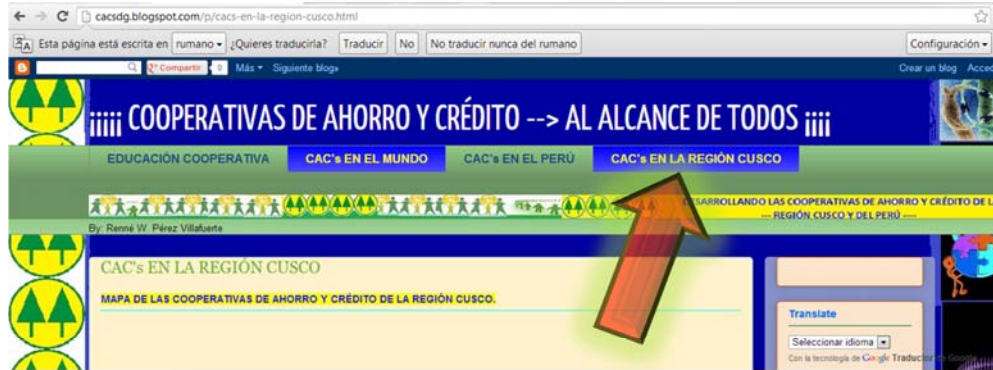 cacsdg.blogspot.com/p/cacs-en-la-region-cusco.html
Esta página está escrita en rumano ¿Quieres traducirla? Traducir No No traducir nunca del rumano Configuración
Compartir 0 Más Siguiente blog» Crear un blog Acced
¡¡¡¡¡ COOPERATIVAS DE AHORRO Y CRÉDITO --> AL ALCANCE DE TODOS ¡¡¡¡
EDUCACIÓN COOPERATIVA CAC's EN EL MUNDO CAC's EN EL PERÚ CAC's EN LA REGIÓN CUSCO
SARROLLANDO LAS COOPERATIVAS DE AHORRO Y CRÉDITO DE L
--- REGIÓN CUSCO Y DEL PERÚ ----
By: Renné W. Pérez Villafuerte
CAC's EN LA REGIÓN CUSCO
MAPA DE LAS COOPERATIVAS DE AHORRO Y CRÉDITO DE LA REGIÓN CUSCO.
Translate
Seleccionar idioma
Con la tecnología de Google Traductor de Google